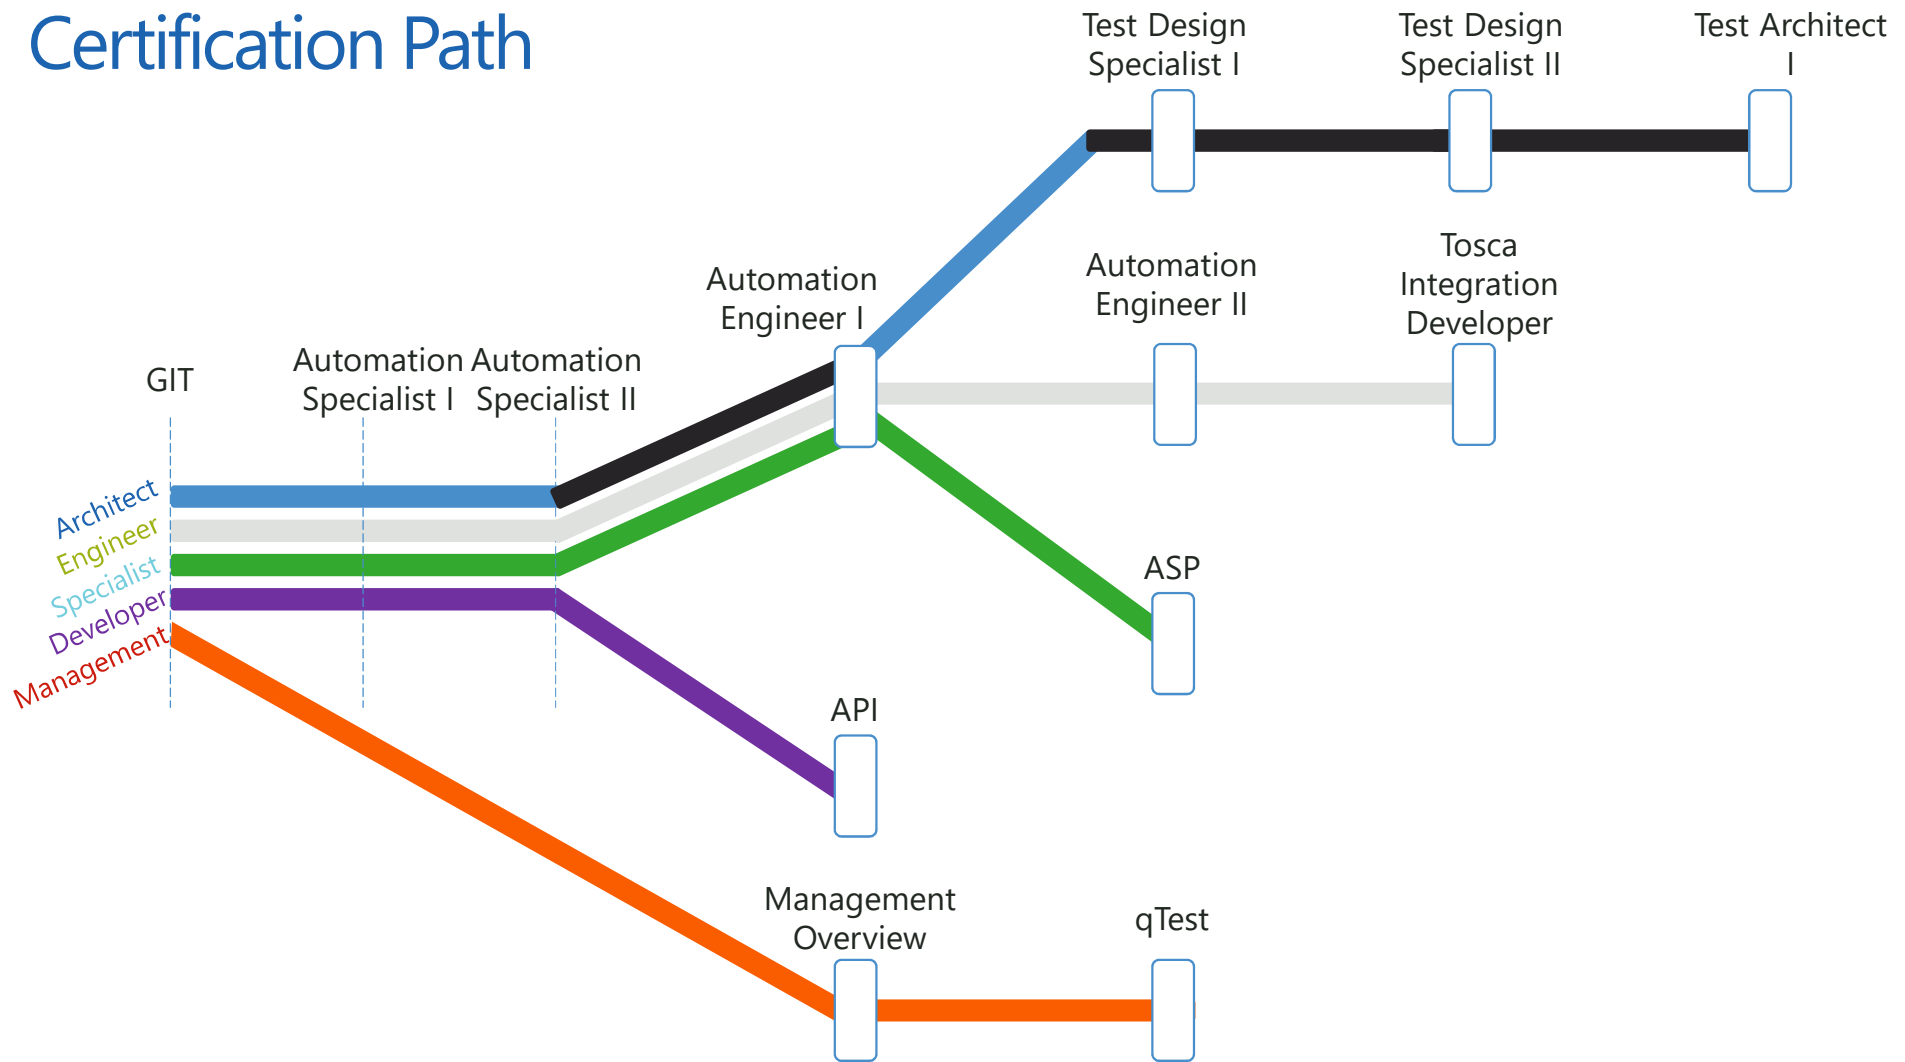 Certification Path
Test Design
Specialist I
Test Design
Specialist II
Test Architect
I
Automation
Engineer I
Automation
Engineer II
Tosca
Integration
Developer
GIT
Automation
Specialist I
Automation
Specialist II
Architect
Engineer
Specialist
Developer
Management
ASP
API
Management
Overview
qTest